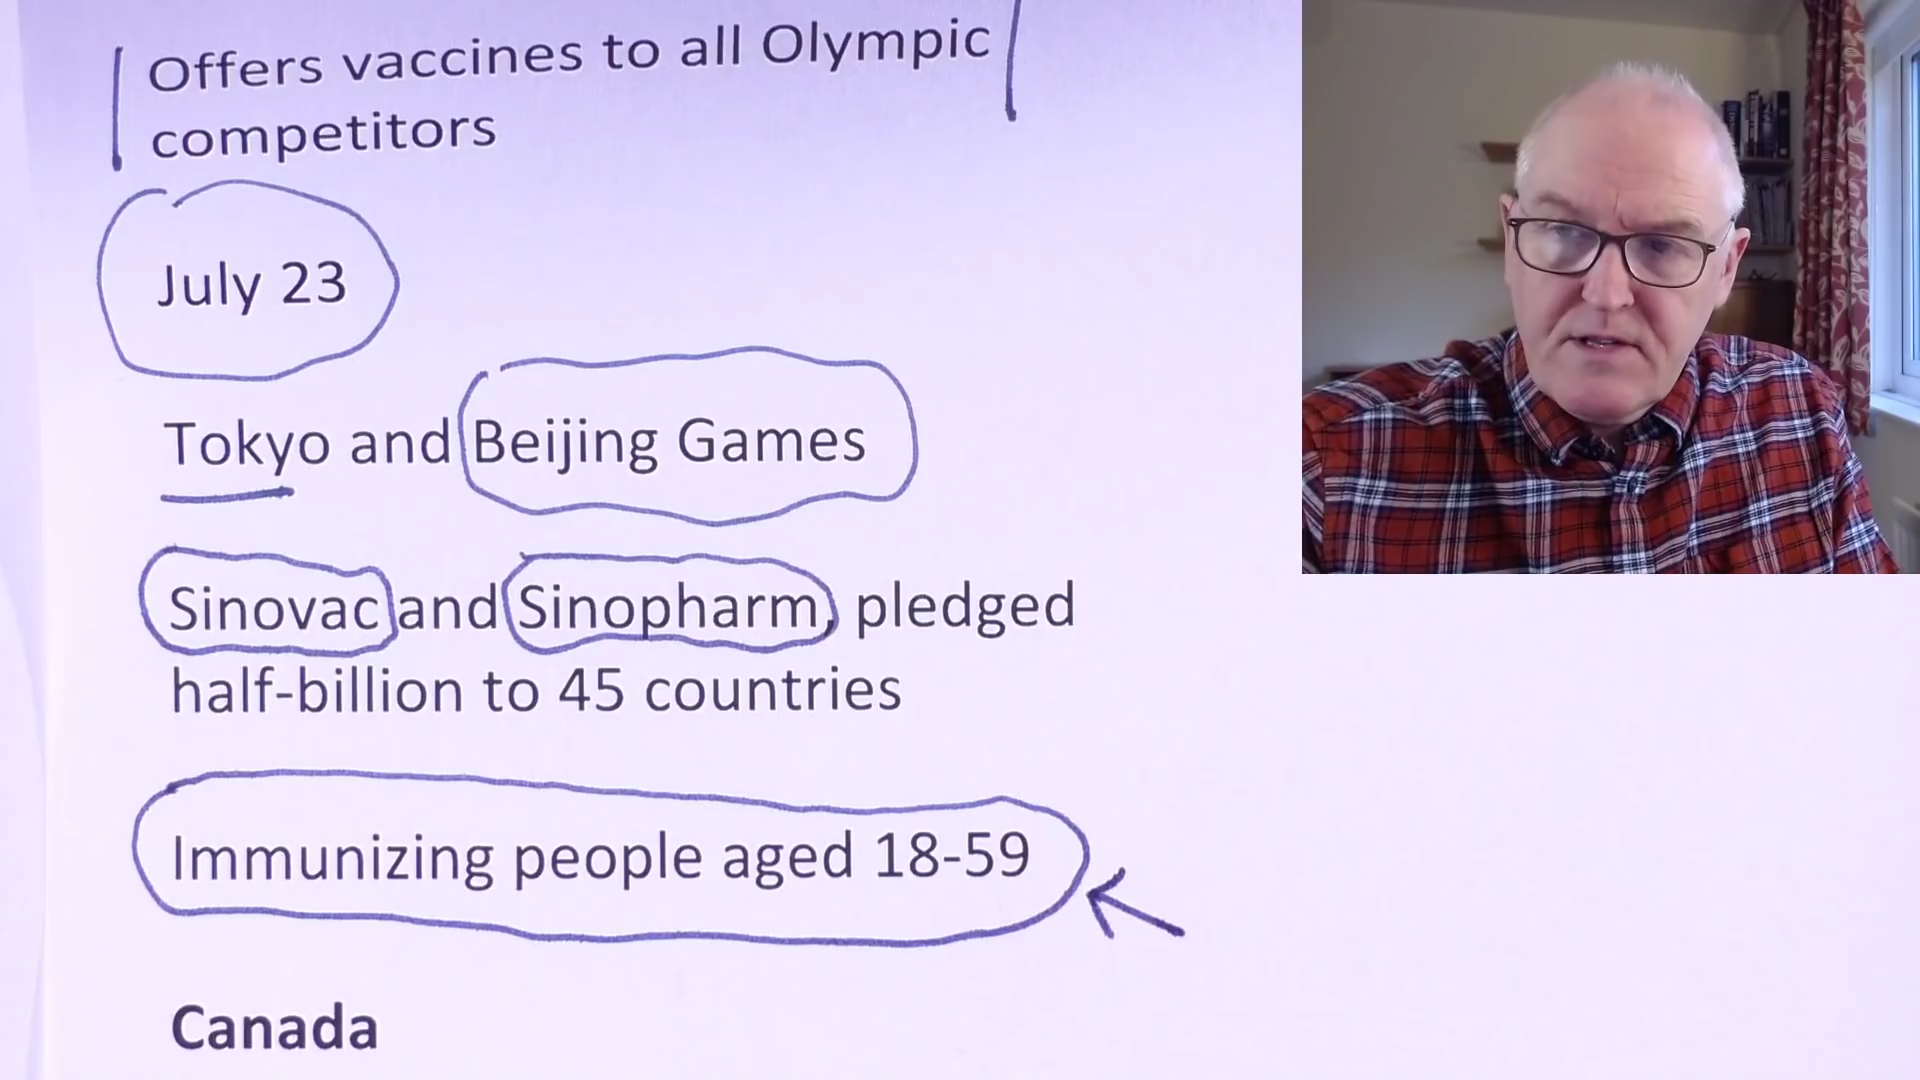 Offers vaccines to all Olympic
competitors
July 23
Tokyo and Beijing Games
Sinovac and Sinopharm, pledged
half-billion to 45 countries
Immunizing people aged 18-59
Canada